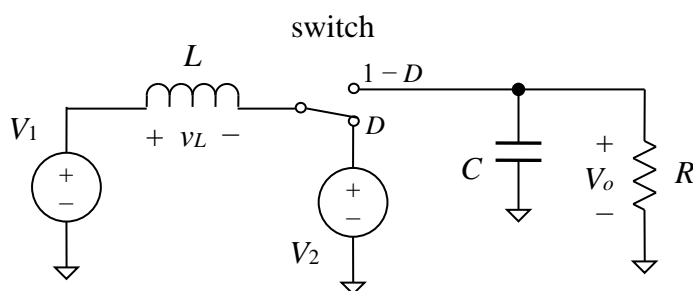 switch
L
1 − D
V1
+ vL −
D
+
−
+
−
V2
C
+
Vo
−
R